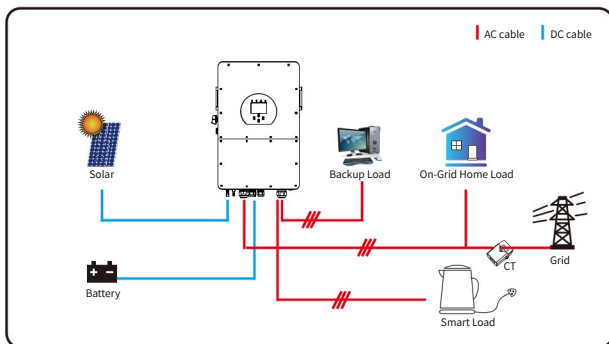 AC cable
DC cable
Solar
Backup Load
On-Grid Home Load
CT
Grid
Battery
Smart Load